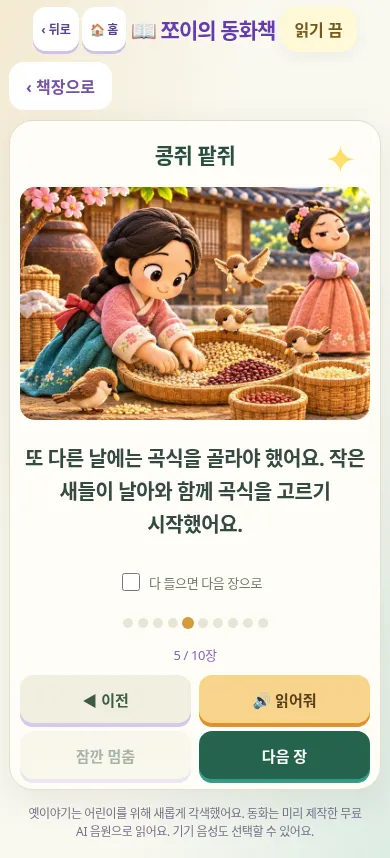 ‹ 뒤로
🏠 홈
📖 쪼이의 동화책
읽기 끔
‹ 책장으로
콩쥐 팥쥐
또 다른 날에는 곡식을 골라야 했어요. 작은
새들이 날아와 함께 곡식을 고르기
시작했어요.
다 들으면 다음 장으로
5 / 10장
◀ 이전
🔊 읽어줘
잠깐 멈춤
다음 장
옛이야기는 어린이를 위해 새롭게 각색했어요. 동화는 미리 제작한 무료
AI 음원으로 읽어요. 기기 음성도 선택할 수 있어요.